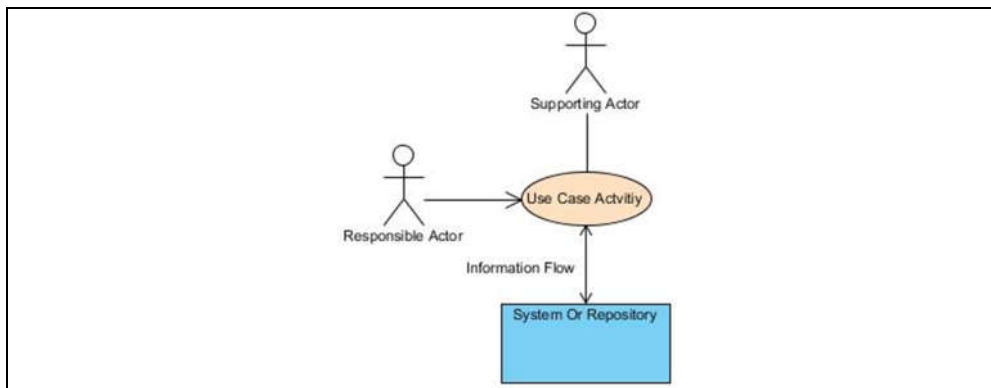 Supporting Actor
Use Case Actvitiy
Responsible Actor
Information Flow
System Or Repository